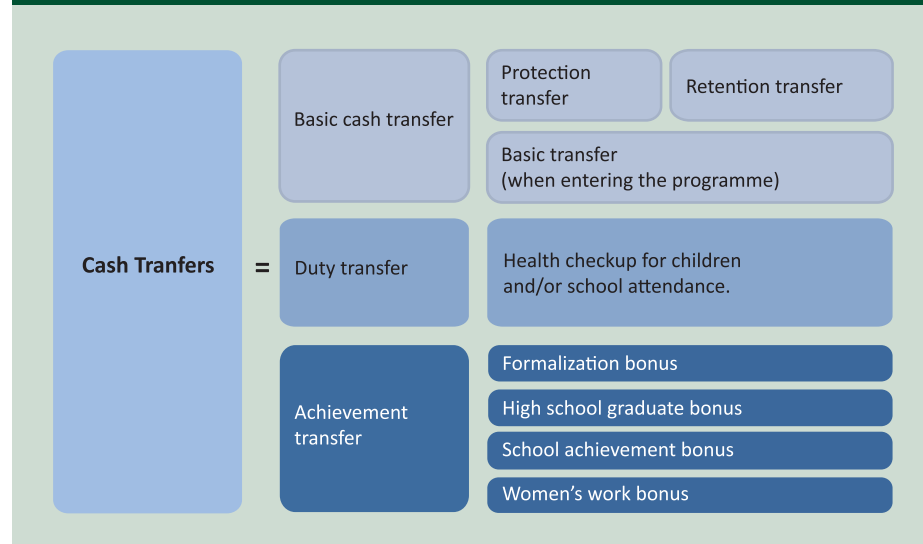 Cash Tranfers
=
Basic cash transfer
Protection
transfer
Retention transfer
Basic transfer
(when entering the programme)
Duty transfer
Health checkup for children
and/or school attendance.
Achievement
transfer
Formalization bonus
High school graduate bonus
School achievement bonus
Women’s work bonus